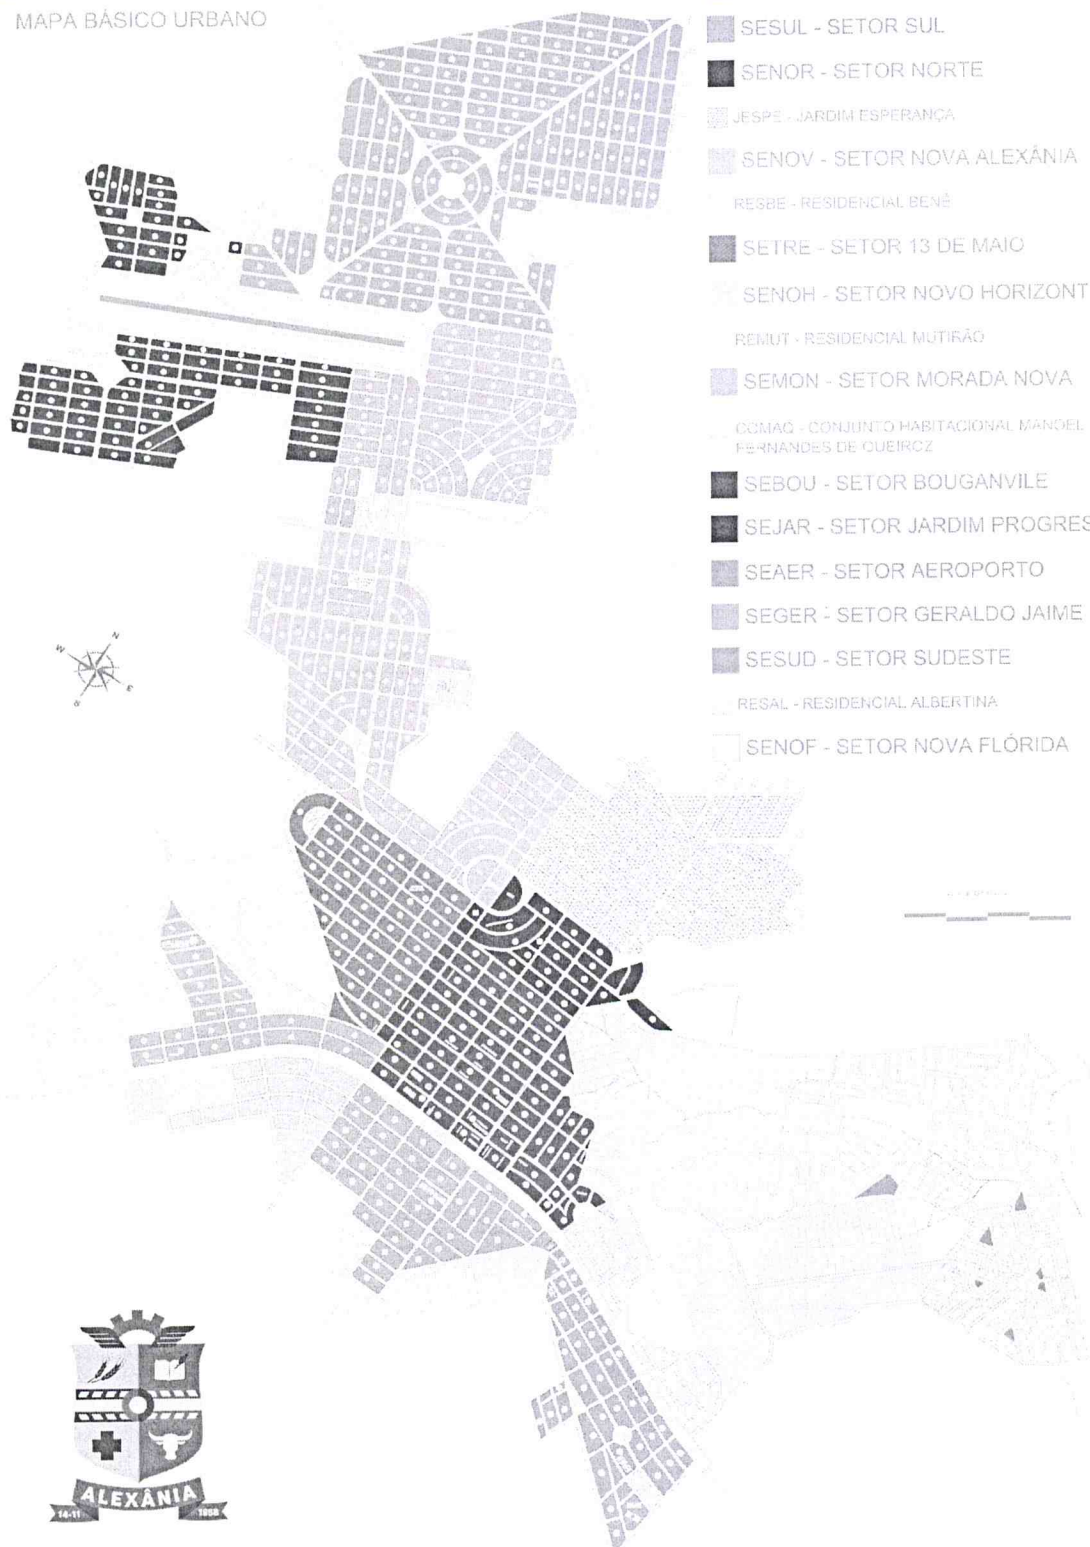 MAPA BÁSICO URBANO
SESUL - SETOR SUL
SENOR - SETOR NORTE
JESPE - JARDIM ESPERANÇA
SENOV - SETOR NOVA ALEXÂNIA
RESBE - RESIDENCIAL BENÊ
SETRE - SETOR 13 DE MAIO
SENOH - SETOR NOVO HORIZONT
REMUT - RESIDENCIAL MUTIRÃO
SEMON - SETOR MORADA NOVA
COMAQ - CONJUNTO HABITACIONAL MANOEL
FERNANDES DE QUEIROZ
SEBOU - SETOR BOUGANVILE
SEJAR - SETOR JARDIM PROGRES
SEAER - SETOR AEROPORTO
SEGER - SETOR GERALDO JAIME
SESUD - SETOR SUDESTE
RESAL - RESIDENCIAL ALBERTINA
SENOF - SETOR NOVA FLÓRIDA
N
W
E
S
ALEXÂNIA
14-11 1958